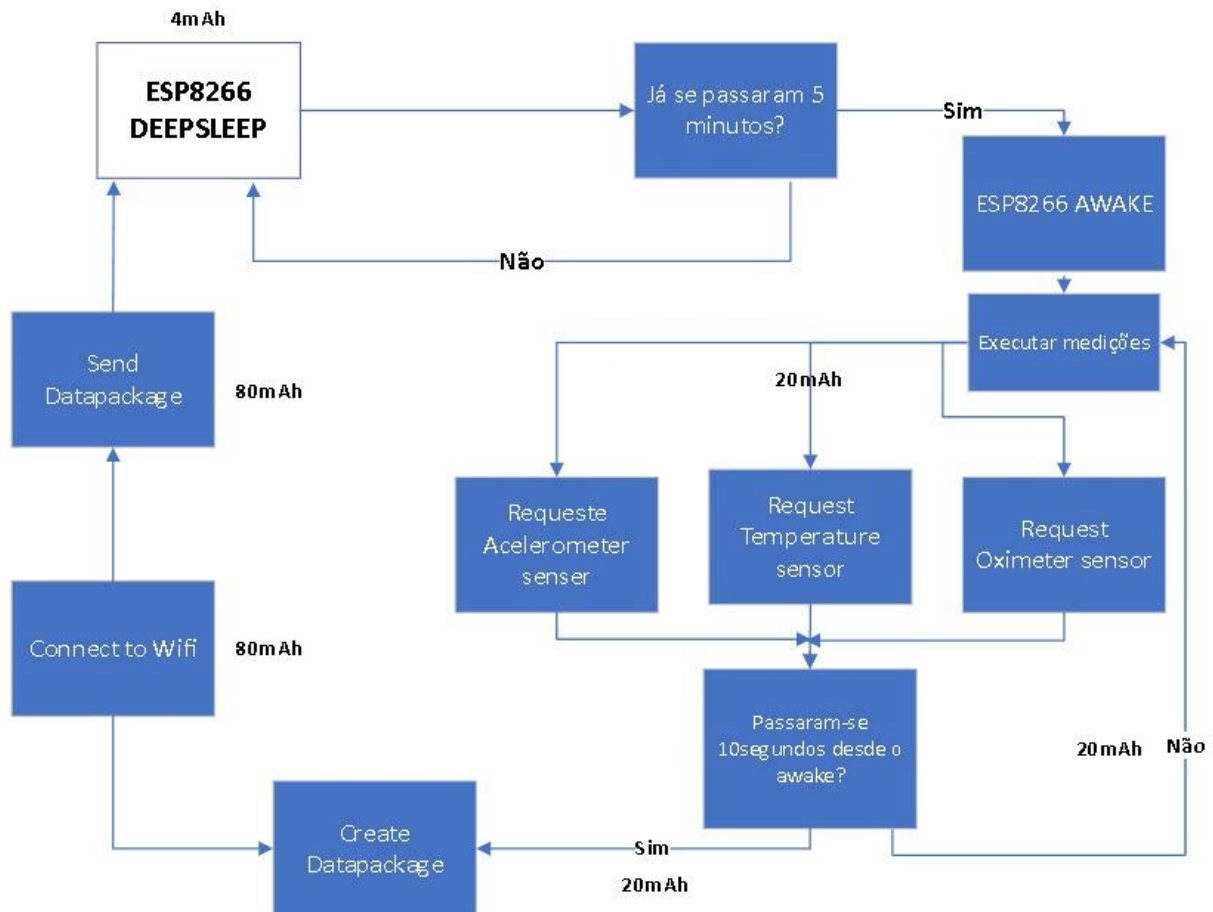 4mAh
ESP8266
DEEPSLEEP
Já se passaram 5
minutos?
Sim
ESP8266 AWAKE
Não
Executar medições
Send
Datapackage
80mAh
20mAh
Requeste
Acelerometer
senser
Request
Temperature
sensor
Request
Oximeter sensor
Connect to Wifi
80mAh
Passaram-se
10segundos desde o
awake?
20mAh
Não
Create
Datapackage
Sim
20mAh